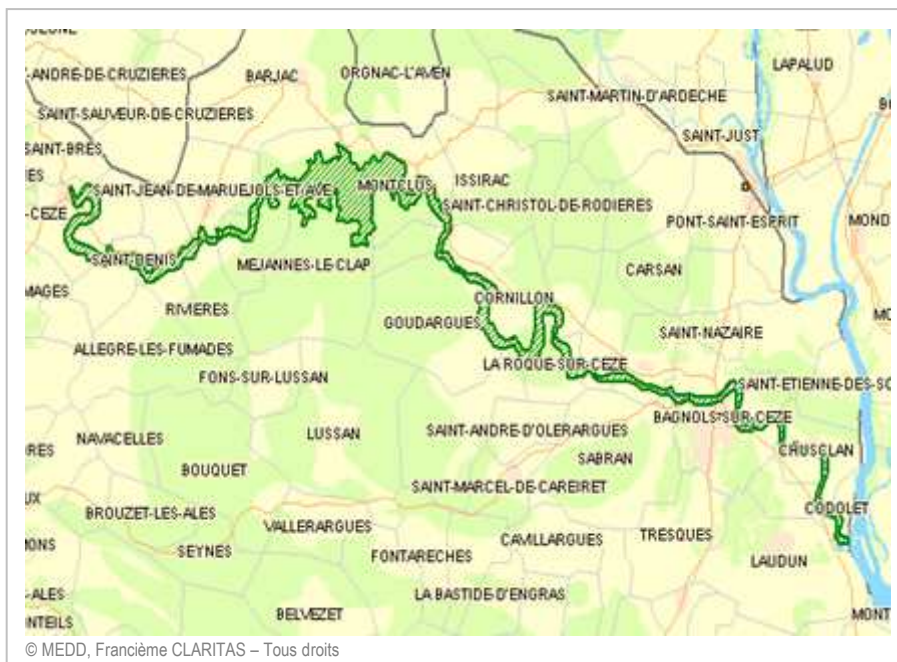 LAPALUD
-ANDRE-DE-CRUZIERES
BARJAC
ORGNAC-L'AVEN
SAINT-MARTIN-D'ARDECHE
SAINT-SAUVEUR-DE-CRUZIERES
SAINT-JUST
SAINT-BRES
SAINT-JEAN-DE-MARUEJOLS-ET-AVE
MONTCLUS
ISSIRAC
-CEZE
SAINT-CHRISTOL-DE-RODIERES
PONT-SAINT-ESPRIT
MOND
SAINT-DENIS
MEJANNES-LE-CLAP
CARSAN
MAGES
RIVIERES
CORNILLON
GOUDARGUES
SAINT-NAZAIRE
ALLEGRE-LES-FUMADES
LA ROQUE-SUR-CEZE
FONS-SUR-LUSSAN
SAINT-ETIENNE-DES-SO
BAGNOLS-SUR-CEZE
NAVACELLES
LUSSAN
SAINT-ANDRE-D'OLERARGUES
CHUSCLAN
BOUQUET
SABRAN
SAINT-MARCEL-DE-CAREIRET
BROUZET-LES-ALES
CODOLET
VALLERARGUES
SEYNES
FONTARECHES
CAVILLARGUES
TRESQUES
LAUDUN
-ALES
LA BASTIDE-D'ENGRAS
BELVEZET
MONT
NTEILS
© MEDD, Francième CLARITAS – Tous droits